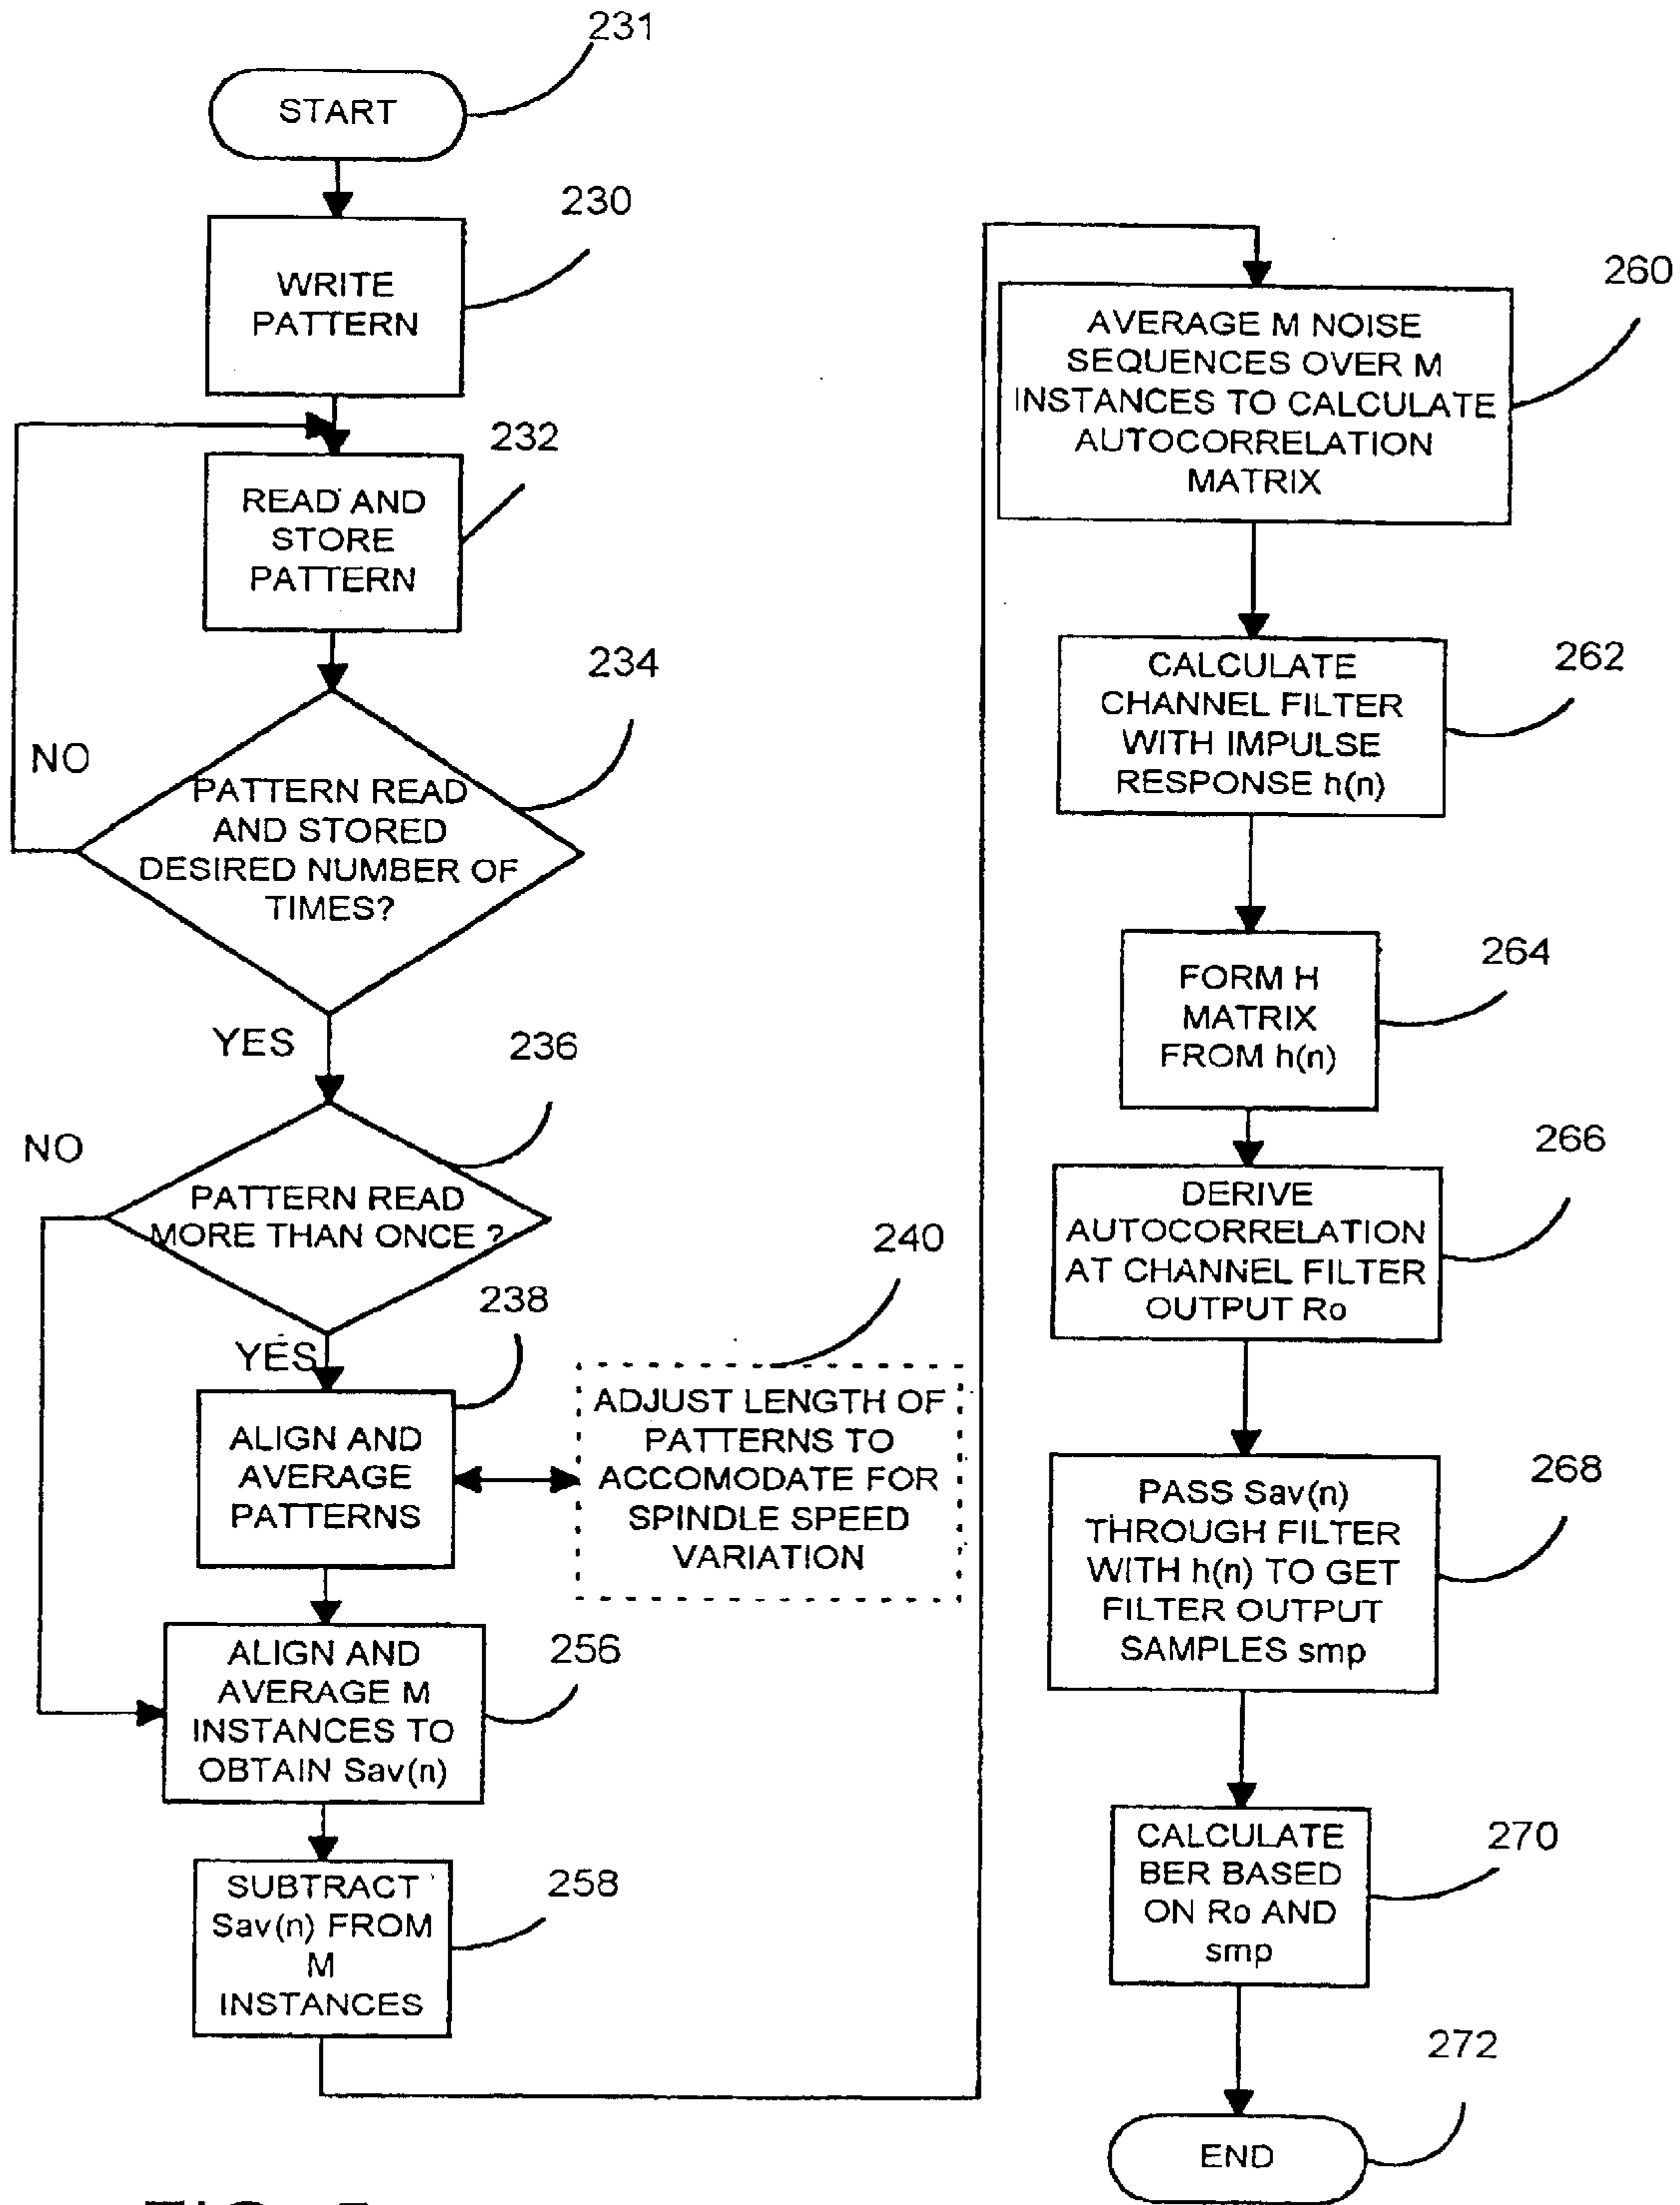 231
START
230
WRITE
PATTERN
232
READ AND
STORE
PATTERN
234
NO
PATTERN READ
AND STORED
DESIRED NUMBER OF
TIMES?
YES
236
NO
PATTERN READ
MORE THAN ONCE ?
238
YES
ALIGN AND
AVERAGE
PATTERNS
240
ADJUST LENGTH OF
PATTERNS TO
ACCOMODATE FOR
SPINDLE SPEED
VARIATION
256
ALIGN AND
AVERAGE M
INSTANCES TO
OBTAIN Sav(n)
258
SUBTRACT
Sav(n) FROM
M
INSTANCES
260
AVERAGE M NOISE
SEQUENCES OVER M
INSTANCES TO CALCULATE
AUTOCORRELATION
MATRIX
262
CALCULATE
CHANNEL FILTER
WITH IMPULSE
RESPONSE h(n)
264
FORM H
MATRIX
FROM h(n)
266
DERIVE
AUTOCORRELATION
AT CHANNEL FILTER
OUTPUT Ro
268
PASS Sav(n)
THROUGH FILTER
WITH h(n) TO GET
FILTER OUTPUT
SAMPLES smp
270
CALCULATE
BER BASED
ON Ro AND
smp
272
END